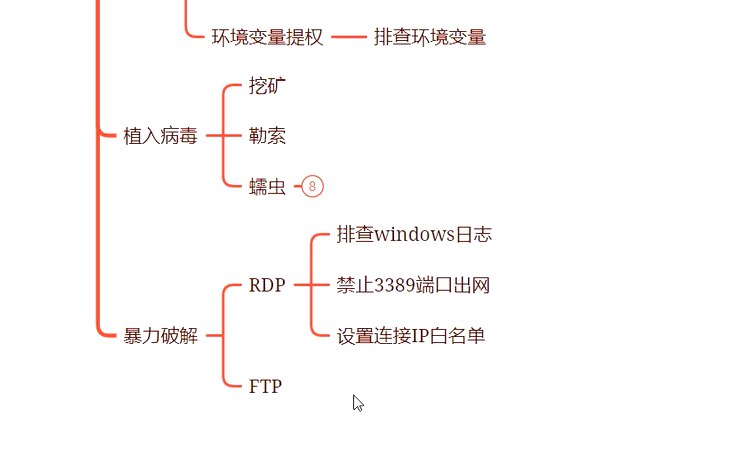 环境变量提权 排查环境变量
挖矿
植入病毒 勒索
蠕虫 8
排查windows日志
RDP 禁止3389端口出网
暴力破解 设置连接IP白名单
FTP